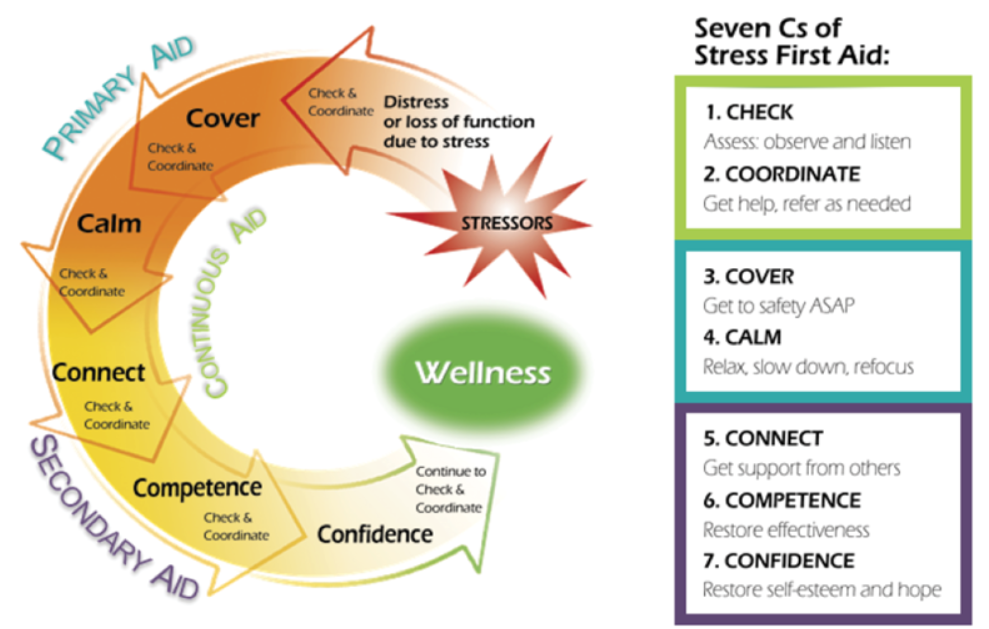 PRIMARY AID
Cover
Check &
Coordinate
Distress
or loss of function
due to stress
Check &
Coordinate
STRESSORS
Calm
CONTINUOUS AID
Check &
Coordinate
Wellness
Connect
Check &
Coordinate
SECONDARY AID
Competence
Check &
Coordinate
Continue to
Check &
Coordinate
Confidence
Seven Cs of
Stress First Aid:
1. CHECK
Assess: observe and listen
2. COORDINATE
Get help, refer as needed
3. COVER
Get to safety ASAP
4. CALM
Relax, slow down, refocus
5. CONNECT
Get support from others
6. COMPETENCE
Restore effectiveness
7. CONFIDENCE
Restore self-esteem and hope